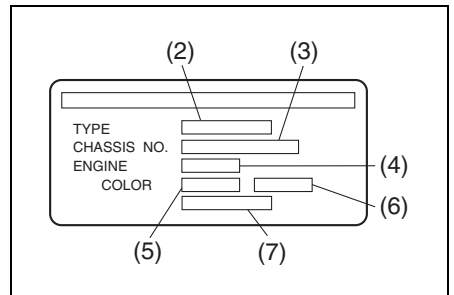 (2) (3)
TYPE
CHASSIS NO.
ENGINE (4)
COLOR (6)
(5) (7)